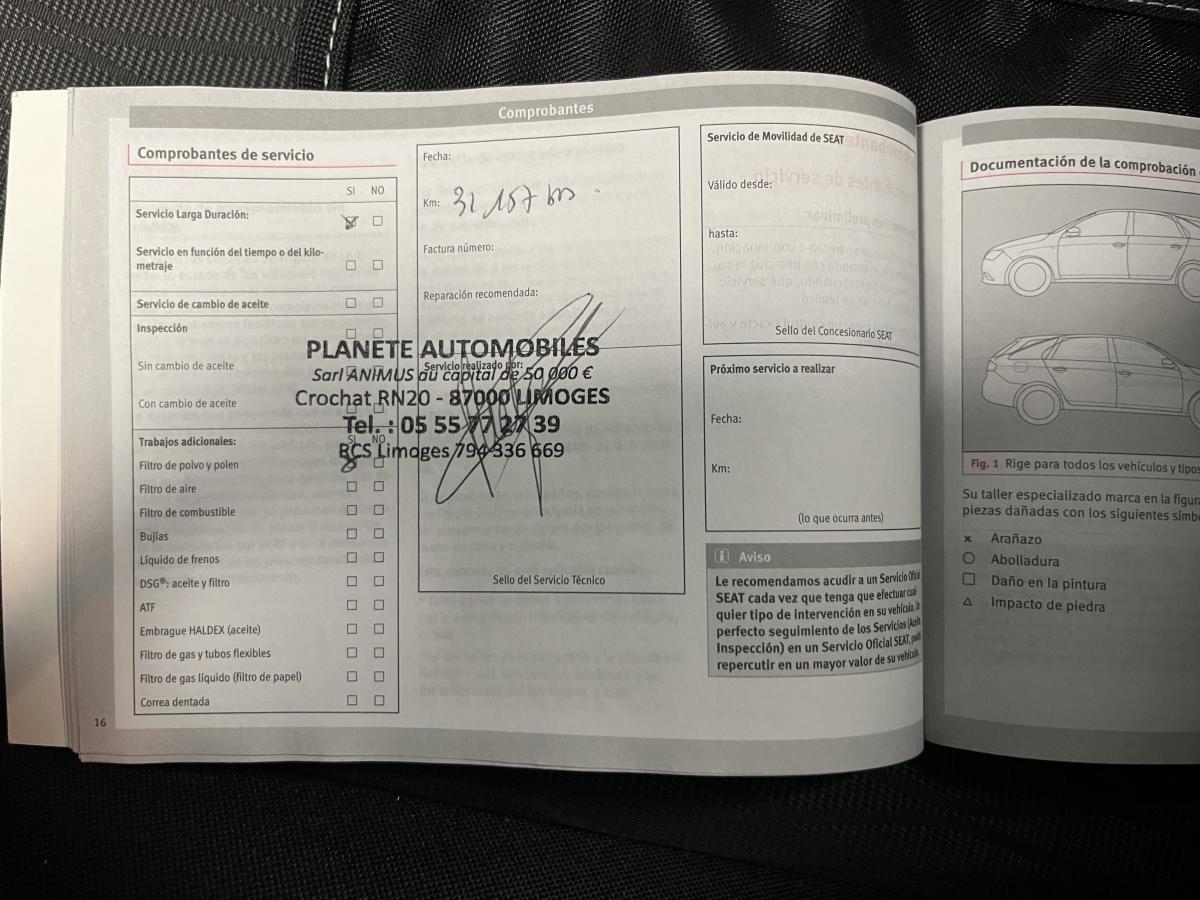 Comprobantes
Comprobantes de servicio
SI NO
Servicio Larga Duración:
Servicio en función del tiempo o del kilo-
metraje
Servicio de cambio de aceite
Inspección
Sin cambio de aceite
Con cambio de aceite
Trabajos adicionales:
SI NO
Filtro de polvo y polen
Filtro de aire
Filtro de combustible
Bujías
Líquido de frenos
DSG®: aceite y filtro
ATF
Embrague HALDEX (aceite)
Filtro de gas y tubos flexibles
Filtro de gas líquido (filtro de papel)
Correa dentada
16
Fecha:
Km: 31 157
Factura número:
Reparación recomendada:
Servicio realizado por:
PLANETE AUTOMOBILES
Sarl ANIMUS au capital de 50 000 €
Crochat RN20 - 87000 LIMOGES
Tel. : 05 55 77 27 39
RCS Limoges 794 336 669
Sello del Servicio Técnico
Servicio de Movilidad de SEAT
Válido desde:
hasta:
Sello del Concesionario SEAT
Próximo servicio a realizar
Fecha:
Km:
(lo que ocurra antes)
Aviso
Le recomendamos acudir a un Servicio Oficial
SEAT cada vez que tenga que efectuar cual-
quier tipo de intervención en su vehículo. Un
perfecto seguimiento de los Servicios (Aceite,
Inspección) en un Servicio Oficial SEAT,
repercutir en un mayor valor de su vehículo.
Documentación de la comprobación
Fig. 1 Rige para todos los vehículos y tipos
Su taller especializado marca en la figura
piezas dañadas con los siguientes
Arañazo
Abolladura
Daño en la pintura
Impacto de piedra